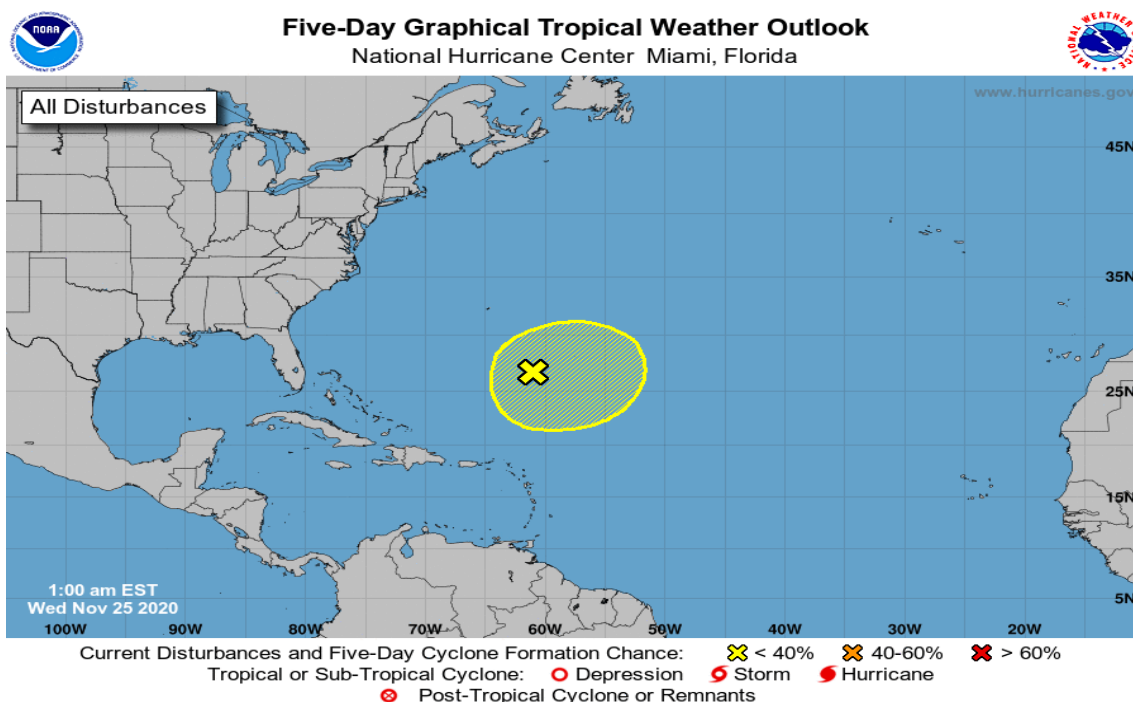 Five-Day Graphical Tropical Weather Outlook
National Hurricane Center Miami, Florida
NOAA
All Disturbances
www.hurricanes.gov
45N
35N
25N
15N
5N
1:00 am EST
Wed Nov 25 2020
100W 90W 80W 70W 60W 50W 40W 30W 20W
Current Disturbances and Five-Day Cyclone Formation Chance: < 40% 40-60% > 60%
Tropical or Sub-Tropical Cyclone: Depression Storm Hurricane
Post-Tropical Cyclone or Remnants